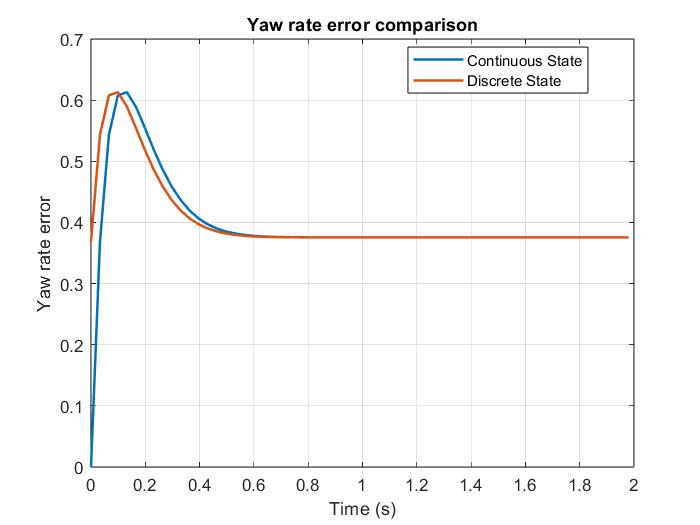 Yaw rate error comparison
Continuous State
Discrete State
0.7
0.6
0.5
0.4
0.3
0.2
0.1
0
Yaw rate error
0 0.2 0.4 0.6 0.8 1 1.2 1.4 1.6 1.8 2
Time (s)